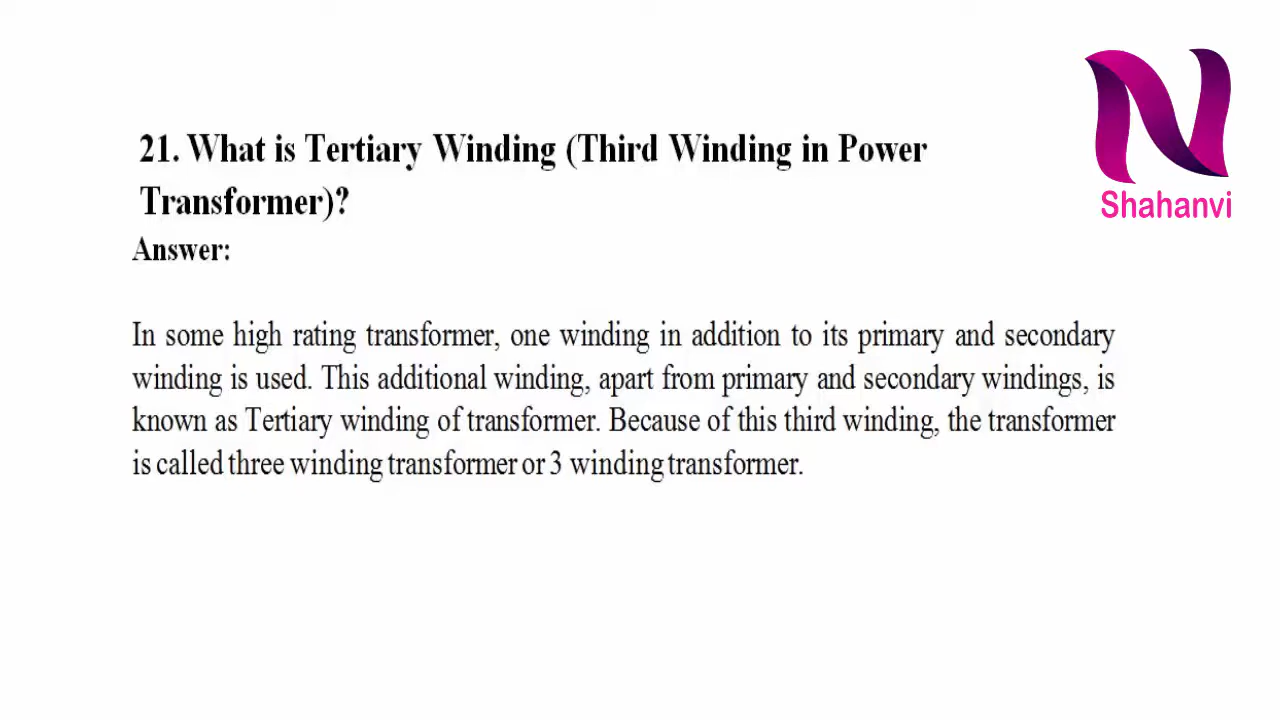 21. What is Tertiary Winding (Third Winding in Power
Transformer)?
Answer:
In some high rating transformer, one winding in addition to its primary and secondary
winding is used. This additional winding, apart from primary and secondary windings, is
known as Tertiary winding of transformer. Because of this third winding, the transformer
is called three winding transformer or 3 winding transformer.
Shahanvi